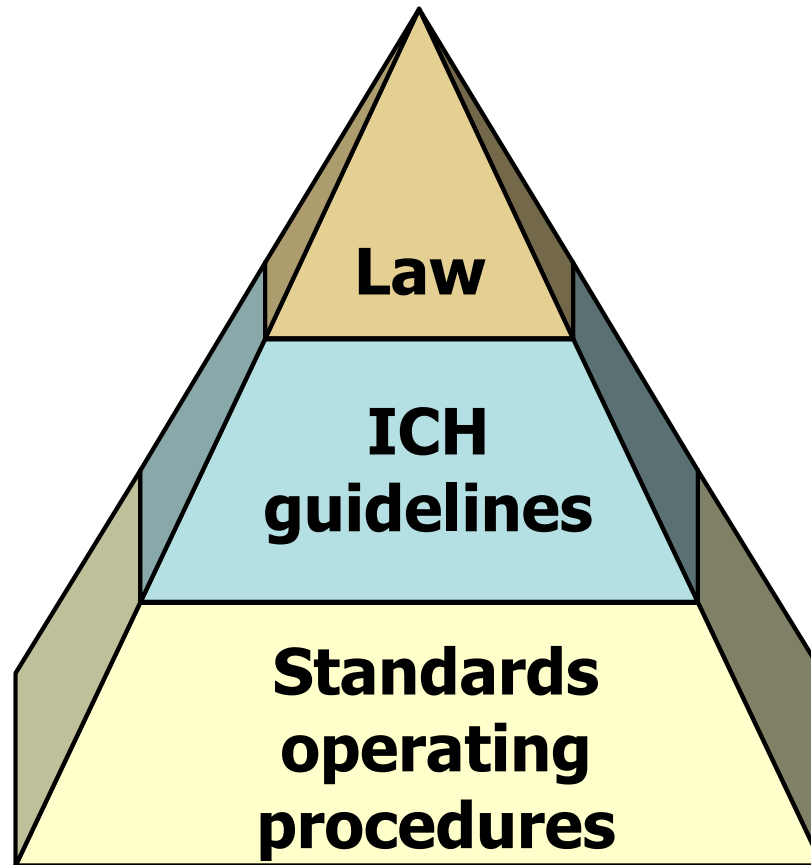 Law
ICH
guidelines
Standards
operating
procedures